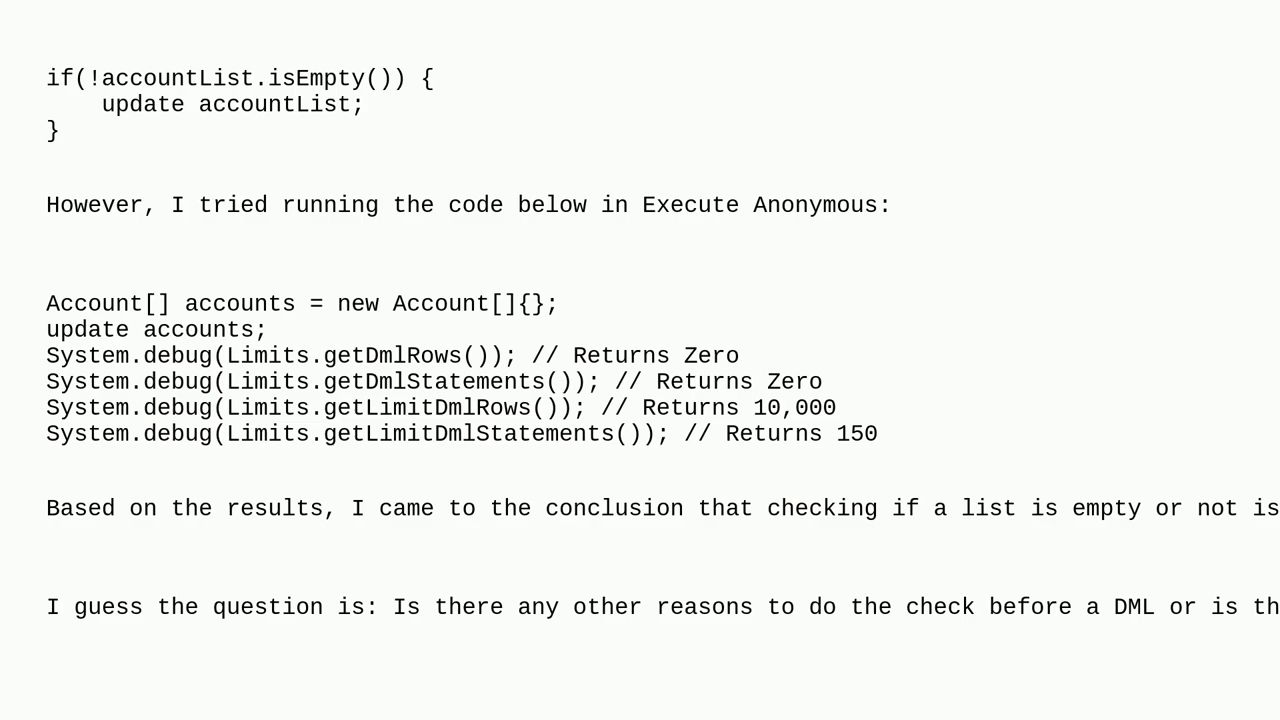 if(!accountList.isEmpty()) {
    update accountList;
}
However, I tried running the code below in Execute Anonymous:
Account[] accounts = new Account[]{};
update accounts;
System.debug(Limits.getDmlRows()); // Returns Zero
System.debug(Limits.getDmlStatements()); // Returns Zero
System.debug(Limits.getLimitDmlRows()); // Returns 10,000
System.debug(Limits.getLimitDmlStatements()); // Returns 150
Based on the results, I came to the conclusion that checking if a list is empty or not is
I guess the question is: Is there any other reasons to do the check before a DML or is th